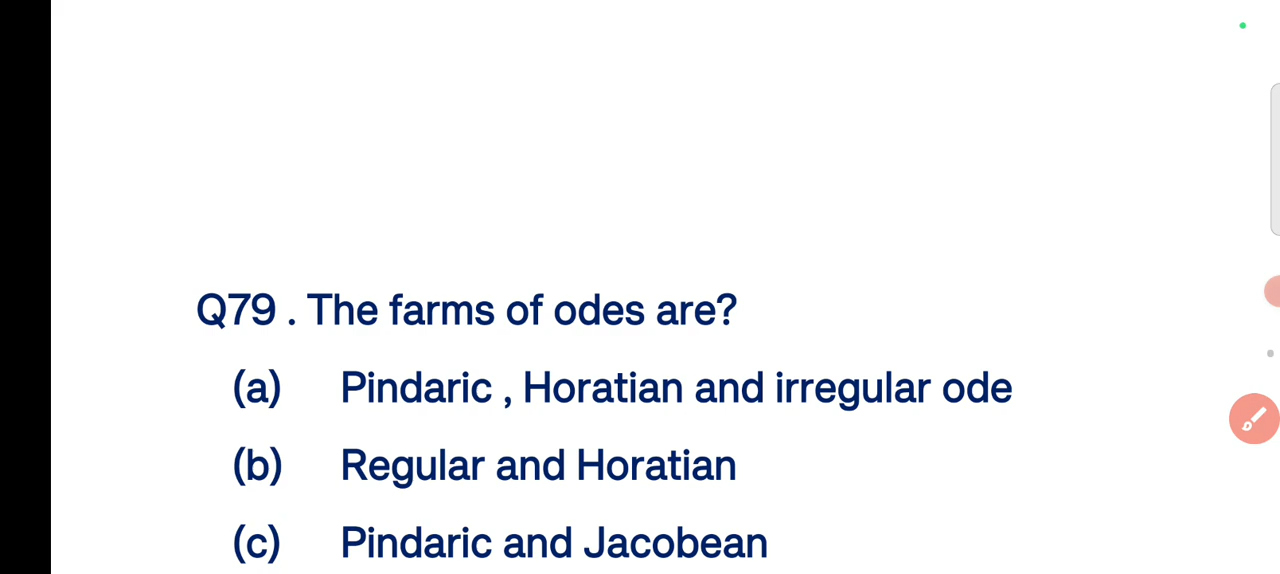 Q79 . The farms of odes are?
(a) Pindaric , Horatian and irregular ode
(b) Regular and Horatian
(c) Pindaric and Jacobean